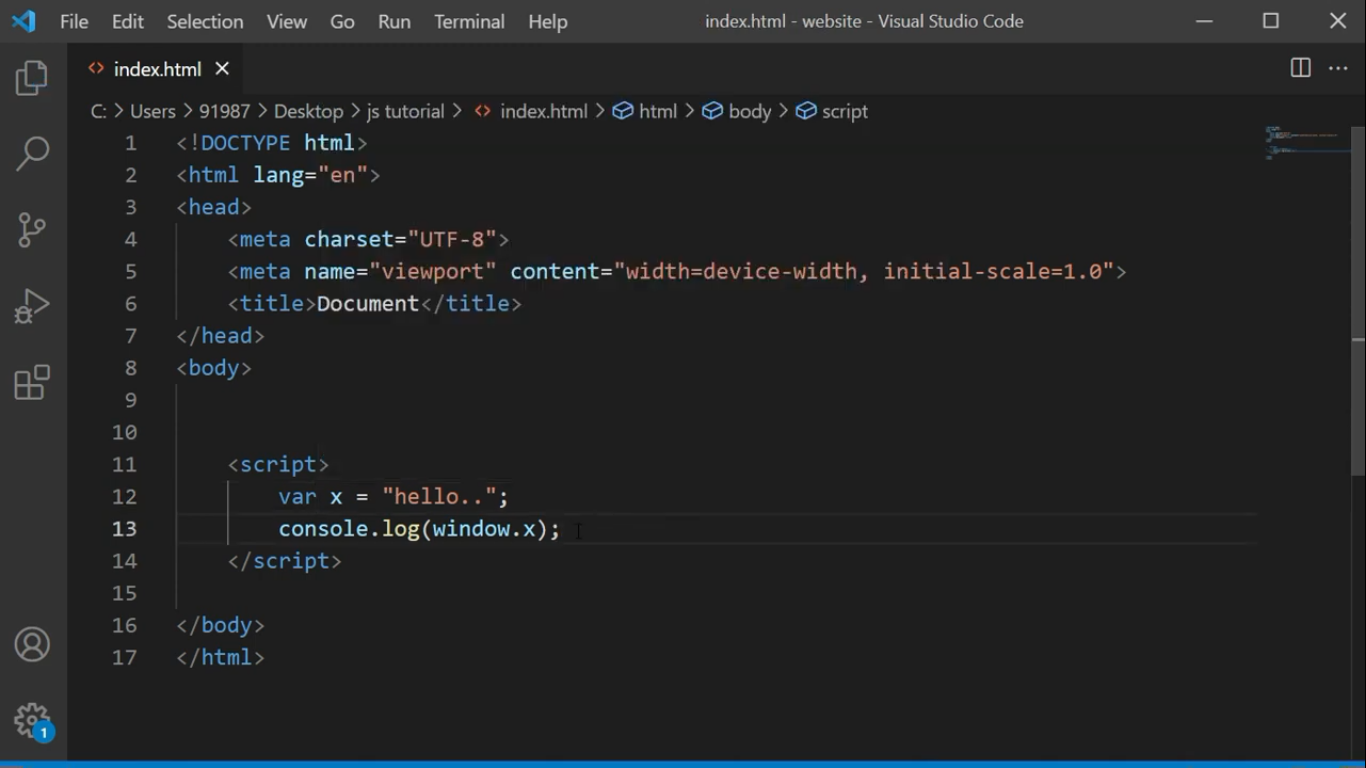 File Edit Selection View Go Run Terminal Help index.html - website - Visual Studio Code
index.html
C: > Users > 91987 > Desktop > js tutorial > <> index.html > html > body > script
1 <!DOCTYPE html>
2 <html lang="en">
3 <head>
4 <meta charset="UTF-8">
5 <meta name="viewport" content="width=device-width, initial-scale=1.0">
6 <title>Document</title>
7 </head>
8 <body>
9
10
11 <script>
12 var x = "hello..";
13 console.log(window.x);
14 </script>
15
16 </body>
17 </html>
1